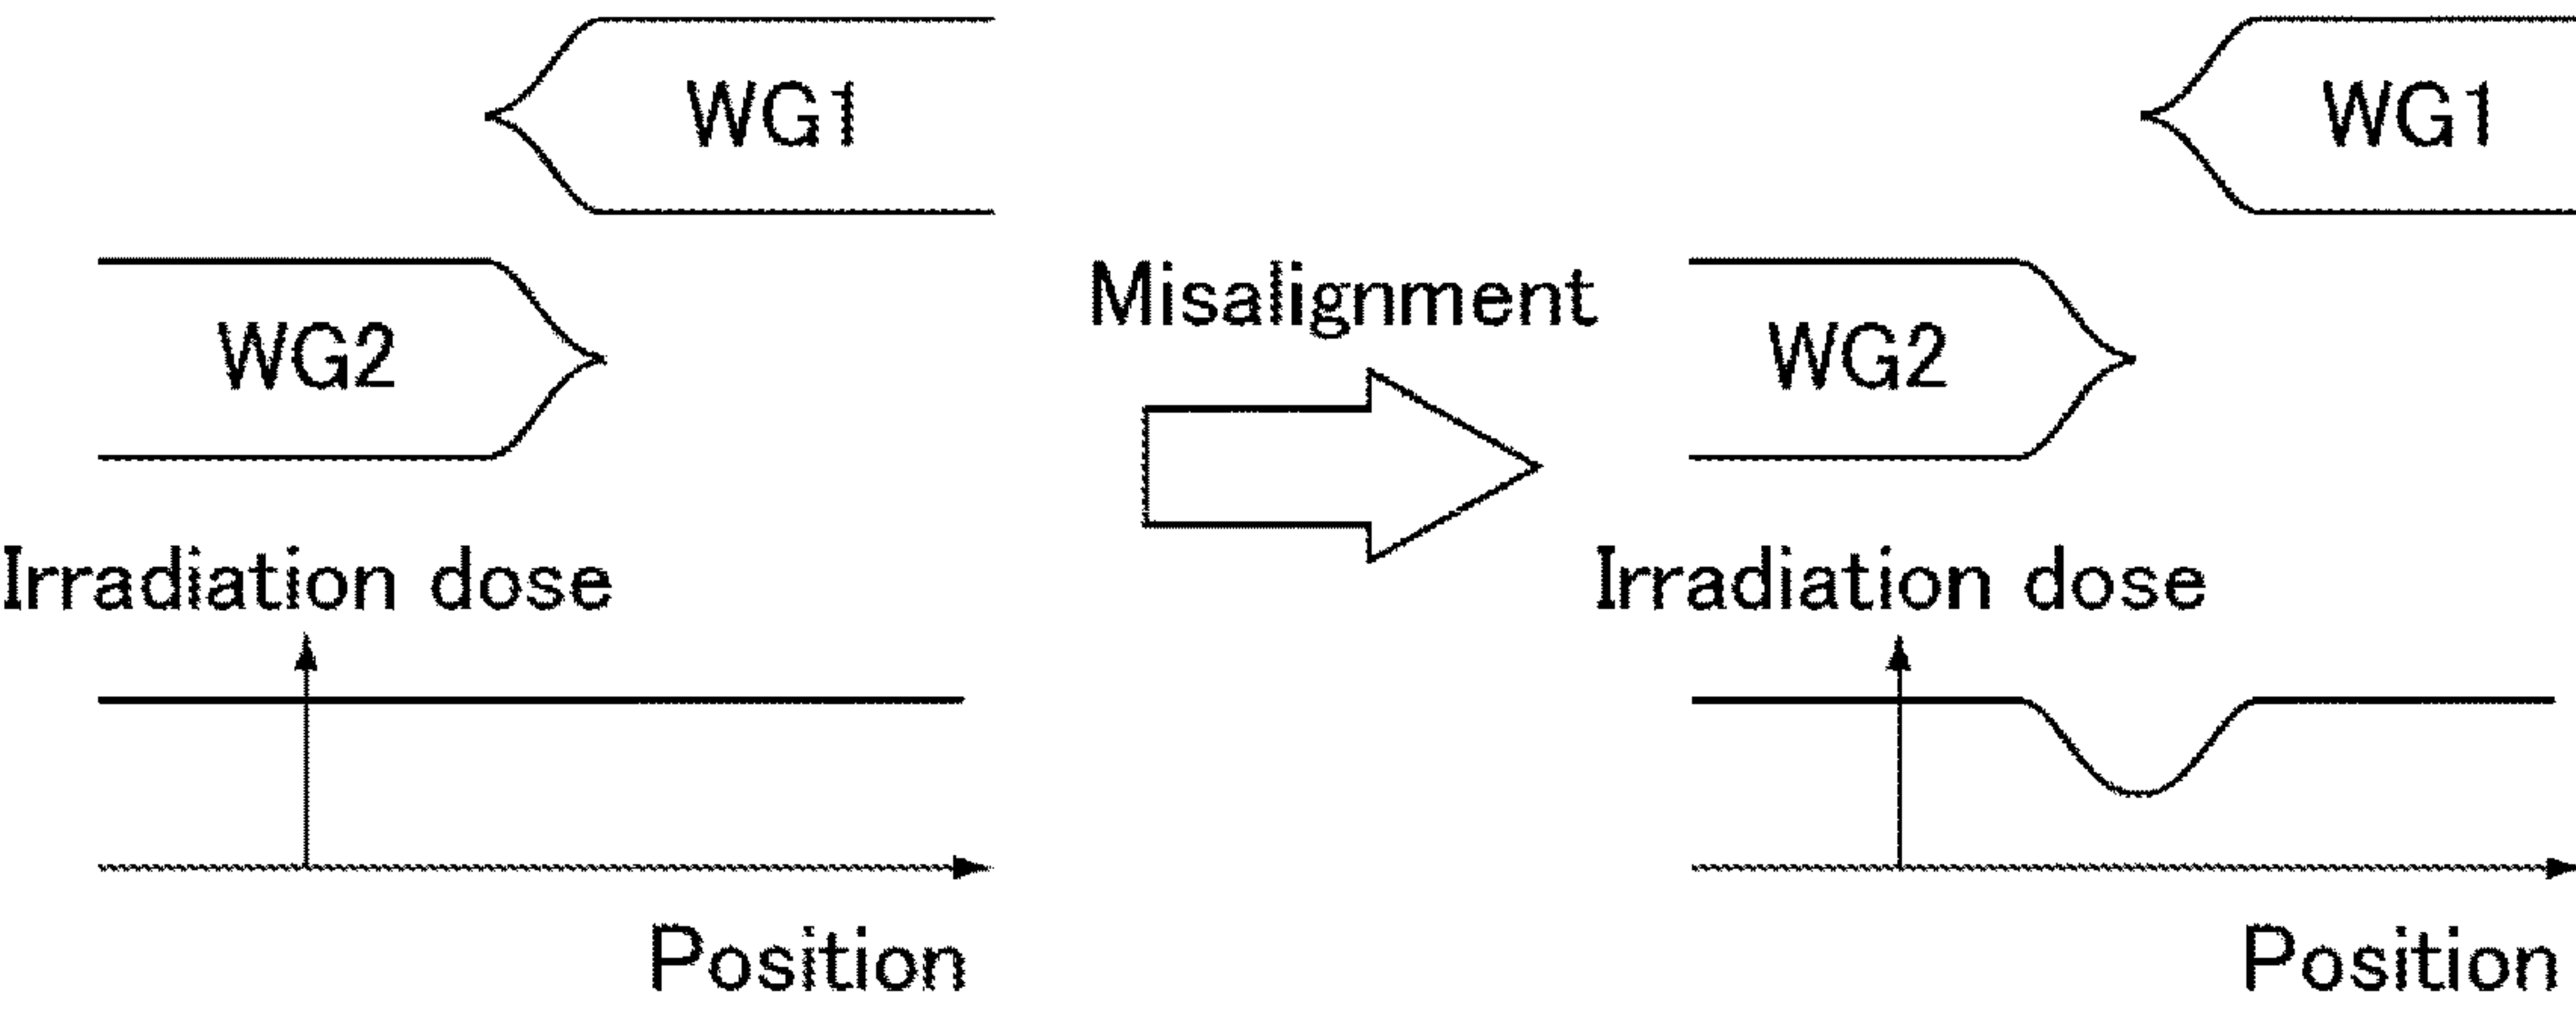 WG1
WG2
Irradiation dose
Position
Misalignment
WG1
WG2
Irradiation dose
Position